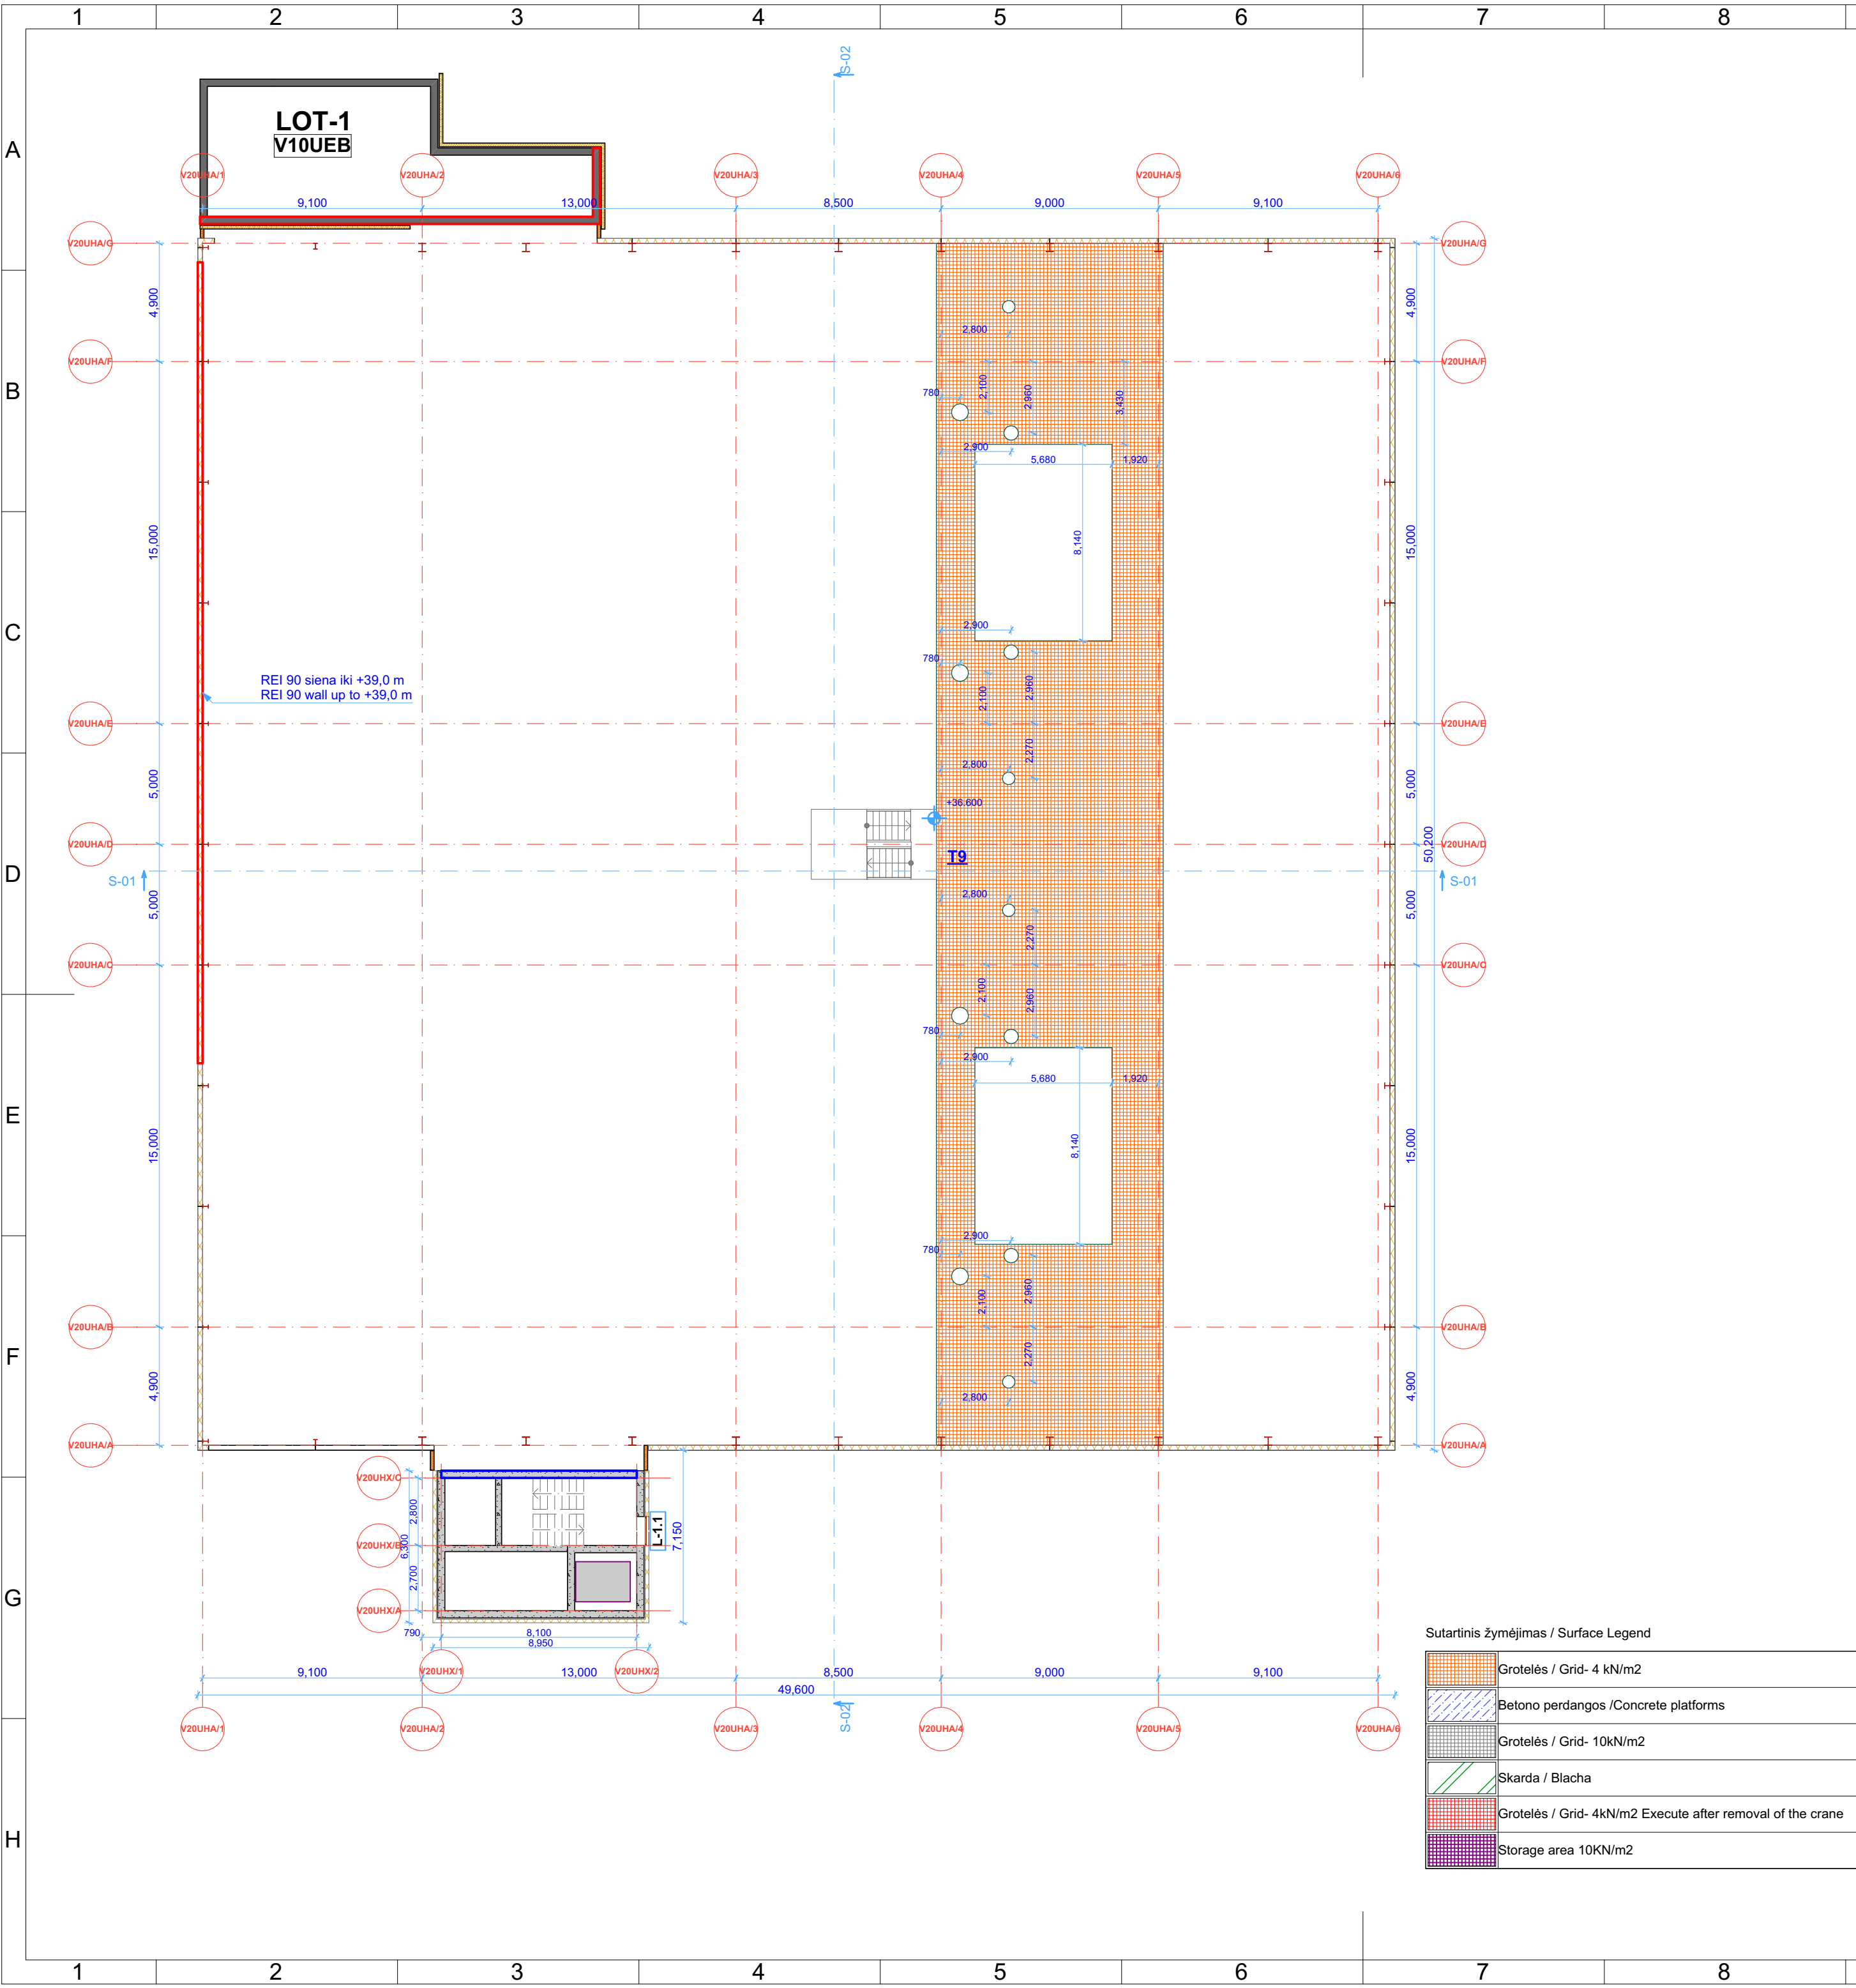 1 2 3 4 5 6 7 8
S-02
A
LOT-1
V10UEB
V20UHA/1 V20UHA/2 V20UHA/3 V20UHA/4 V20UHA/5 V20UHA/6
9,100 13,000 8,500 9,000 9,100
V20UHA/G V20UHA/G
4,900 4,900
2,800
V20UHA/F V20UHA/F
B
780 2,100 2,960 3,430
2,900
5,680 1,920
15,000 8,140 15,000
C
2,900
780
2,100 2,960
REI 90 siena iki +39,0 m
REI 90 wall up to +39,0 m
V20UHA/E V20UHA/E
2,270
2,800
5,000 5,000
+36.600
V20UHA/D V20UHA/D
50,200
T9
D
S-01 S-01
2,800
5,000 5,000
2,270
V20UHA/C V20UHA/C
2,100 2,960
780
2,900
5,680 1,920
E
15,000 8,140 15,000
2,900
780
2,100 2,960
V20UHA/B V20UHA/B
F
2,270
4,900 4,900
2,800
V20UHA/A V20UHA/A
V20UHX/C
2,800
L-1.1
7,150
V20UHX/B
6,300
2,700
G
V20UHX/A
790 8,100
8,950
V20UHX/1 V20UHX/2
9,100 13,000 8,500 9,000 9,100
49,600
S-02
V20UHA/1 V20UHA/2 V20UHA/3 V20UHA/4 V20UHA/5 V20UHA/6
Sutartinis žymėjimas / Surface Legend
Grotelės / Grid- 4 kN/m2
Betono perdangos /Concrete platforms
Grotelės / Grid- 10kN/m2
Skarda / Blacha
Grotelės / Grid- 4kN/m2 Execute after removal of the crane
Storage area 10KN/m2
H
1 2 3 4 5 6 7 8